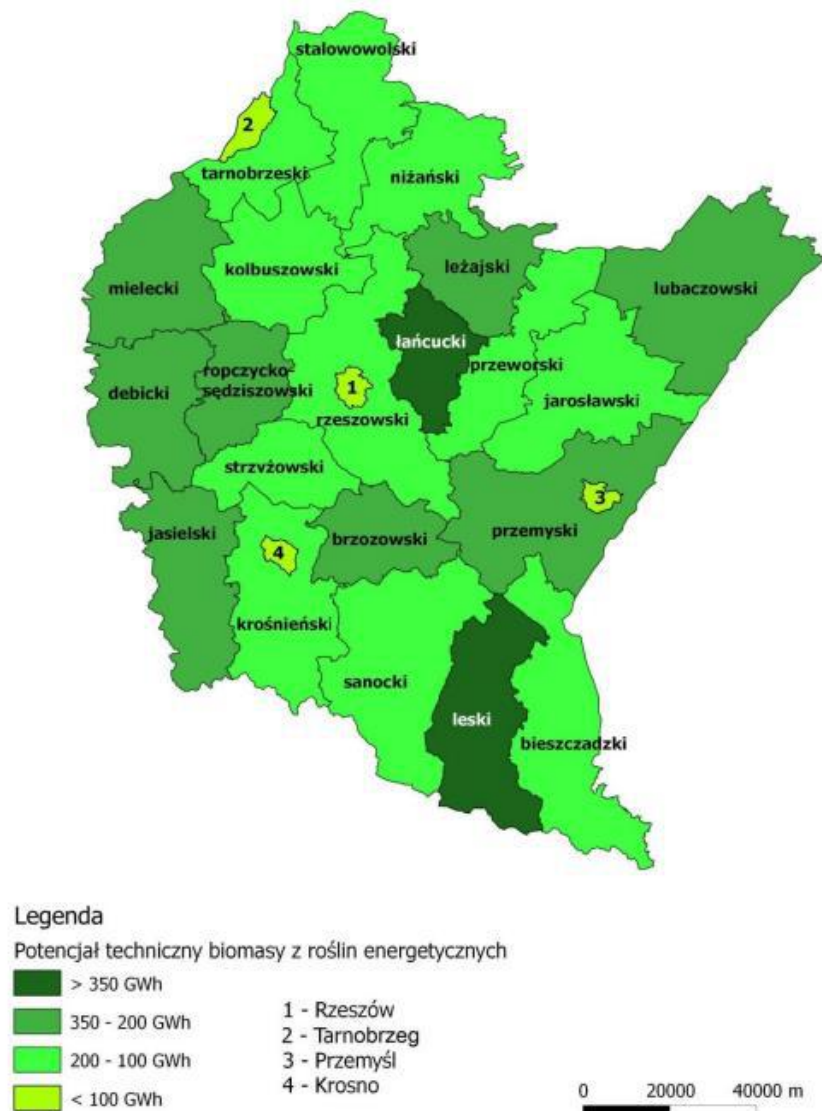 stalowowolski
2
tarnobrzeski
niżański
kolbuszowski
leżajski
mielecki
lubaczowski
łańcucki
ropczycko-
sędziszowski
przeworski
debicki
1
jarosławski
rzeszowski
strzvżowski
3
jasielski
brzozowski
przemyski
4
krośnieński
sanocki
leski
bieszczadzki
Legenda
Potencjał techniczny biomasy z roślin energetycznych
> 350 GWh
350 - 200 GWh
200 - 100 GWh
< 100 GWh
1 - Rzeszów
2 - Tarnobrzeg
3 - Przemyśl
4 - Krosno
0 20000 40000 m